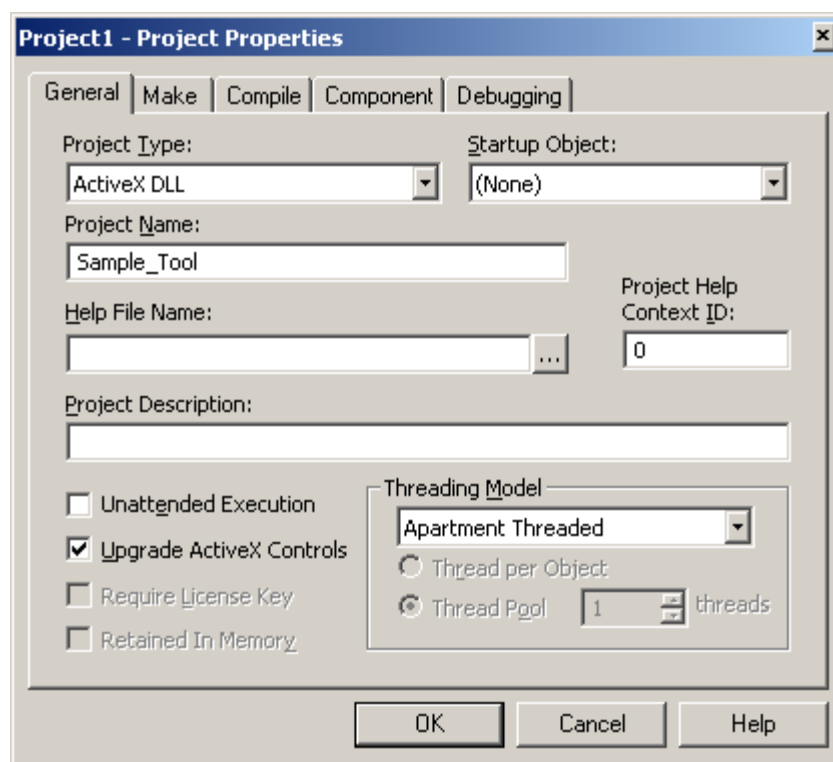 Project1 - Project Properties
General Make Compile Component Debugging
Project Type:
ActiveX DLL
Startup Object:
(None)
Project Name:
Sample_Tool
Help File Name:
...
Project Help
Context ID:
0
Project Description:
Unattended Execution
Upgrade ActiveX Controls
Require License Key
Retained In Memory
Threading Model
Apartment Threaded
Thread per Object
Thread Pool 1 threads
OK Cancel Help